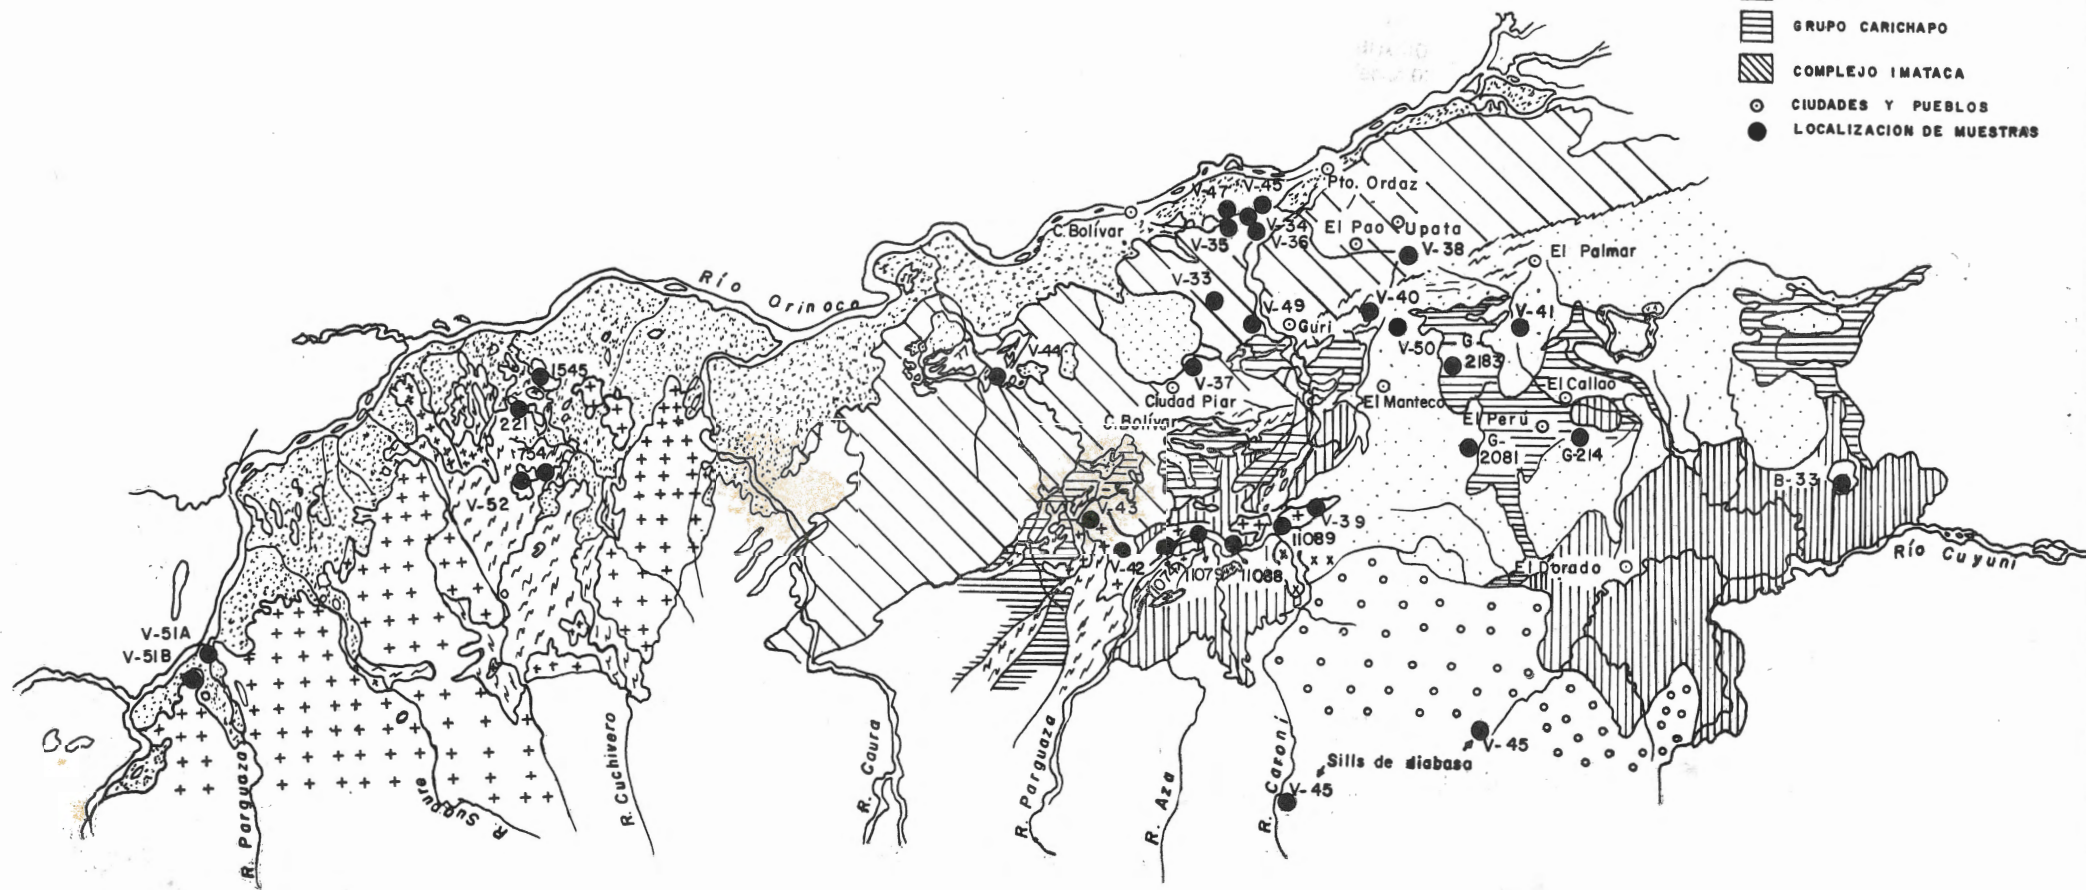 GRUPO CARICHAPO
COMPLEJO IMATACA
CIUDADES Y PUEBLOS
LOCALIZACION DE MUESTRAS
Pto. Ordaz
V-47
V-45
C. Bolívar
V-34
V-35
V-36
El Pao
Upata
V-38
El Palmar
Río Orinoco
V-33
V-40
V-49
Guri
V-41
V-50
G-
2183
V-44
1545
V-37
Ciudad Piar
El Callao
El Manteco
C. Bolívar
221
El Perú
G-
2081
G-214
754
B-33
V-52
V-43
V-39
11089
V-42
11079
11088
El Dorado
Río Cuyuni
V-51A
V-51B
V-45
Sills de diabasa
V-45
R. Parguaza
R. Suapure
R. Cuchivero
R. Caura
R. Parguaza
R. Aza
R. Caroní